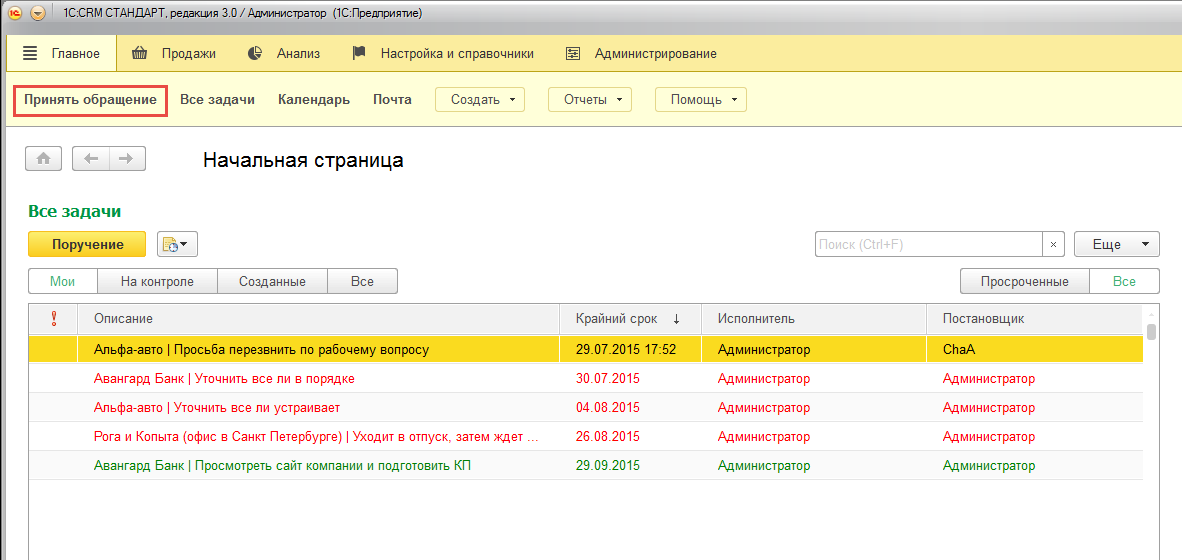 1С:CRM СТАНДАРТ, редакция 3.0 / Администратор (1С:Предприятие)
Главное Продажи Анализ Настройка и справочники Администрирование
Принять обращение Все задачи Календарь Почта Создать Отчеты Помощь
Начальная страница
Все задачи
Поручение Поиск (Ctrl+F) × Еще
Мои На контроле Созданные Все Просроченные Все
! Описание Крайний срок ↓ Исполнитель Постановщик
Альфа-авто | Просьба перезвнить по рабочему вопросу 29.07.2015 17:52 Администратор ChaA
Авангард Банк | Уточнить все ли в порядке 30.07.2015 Администратор Администратор
Альфа-авто | Уточнить все ли устраивает 04.08.2015 Администратор Администратор
Рога и Копыта (офис в Санкт Петербурге) | Уходит в отпуск, затем ждет ... 26.08.2015 Администратор Администратор
Авангард Банк | Просмотреть сайт компании и подготовить КП 29.09.2015 Администратор Администратор